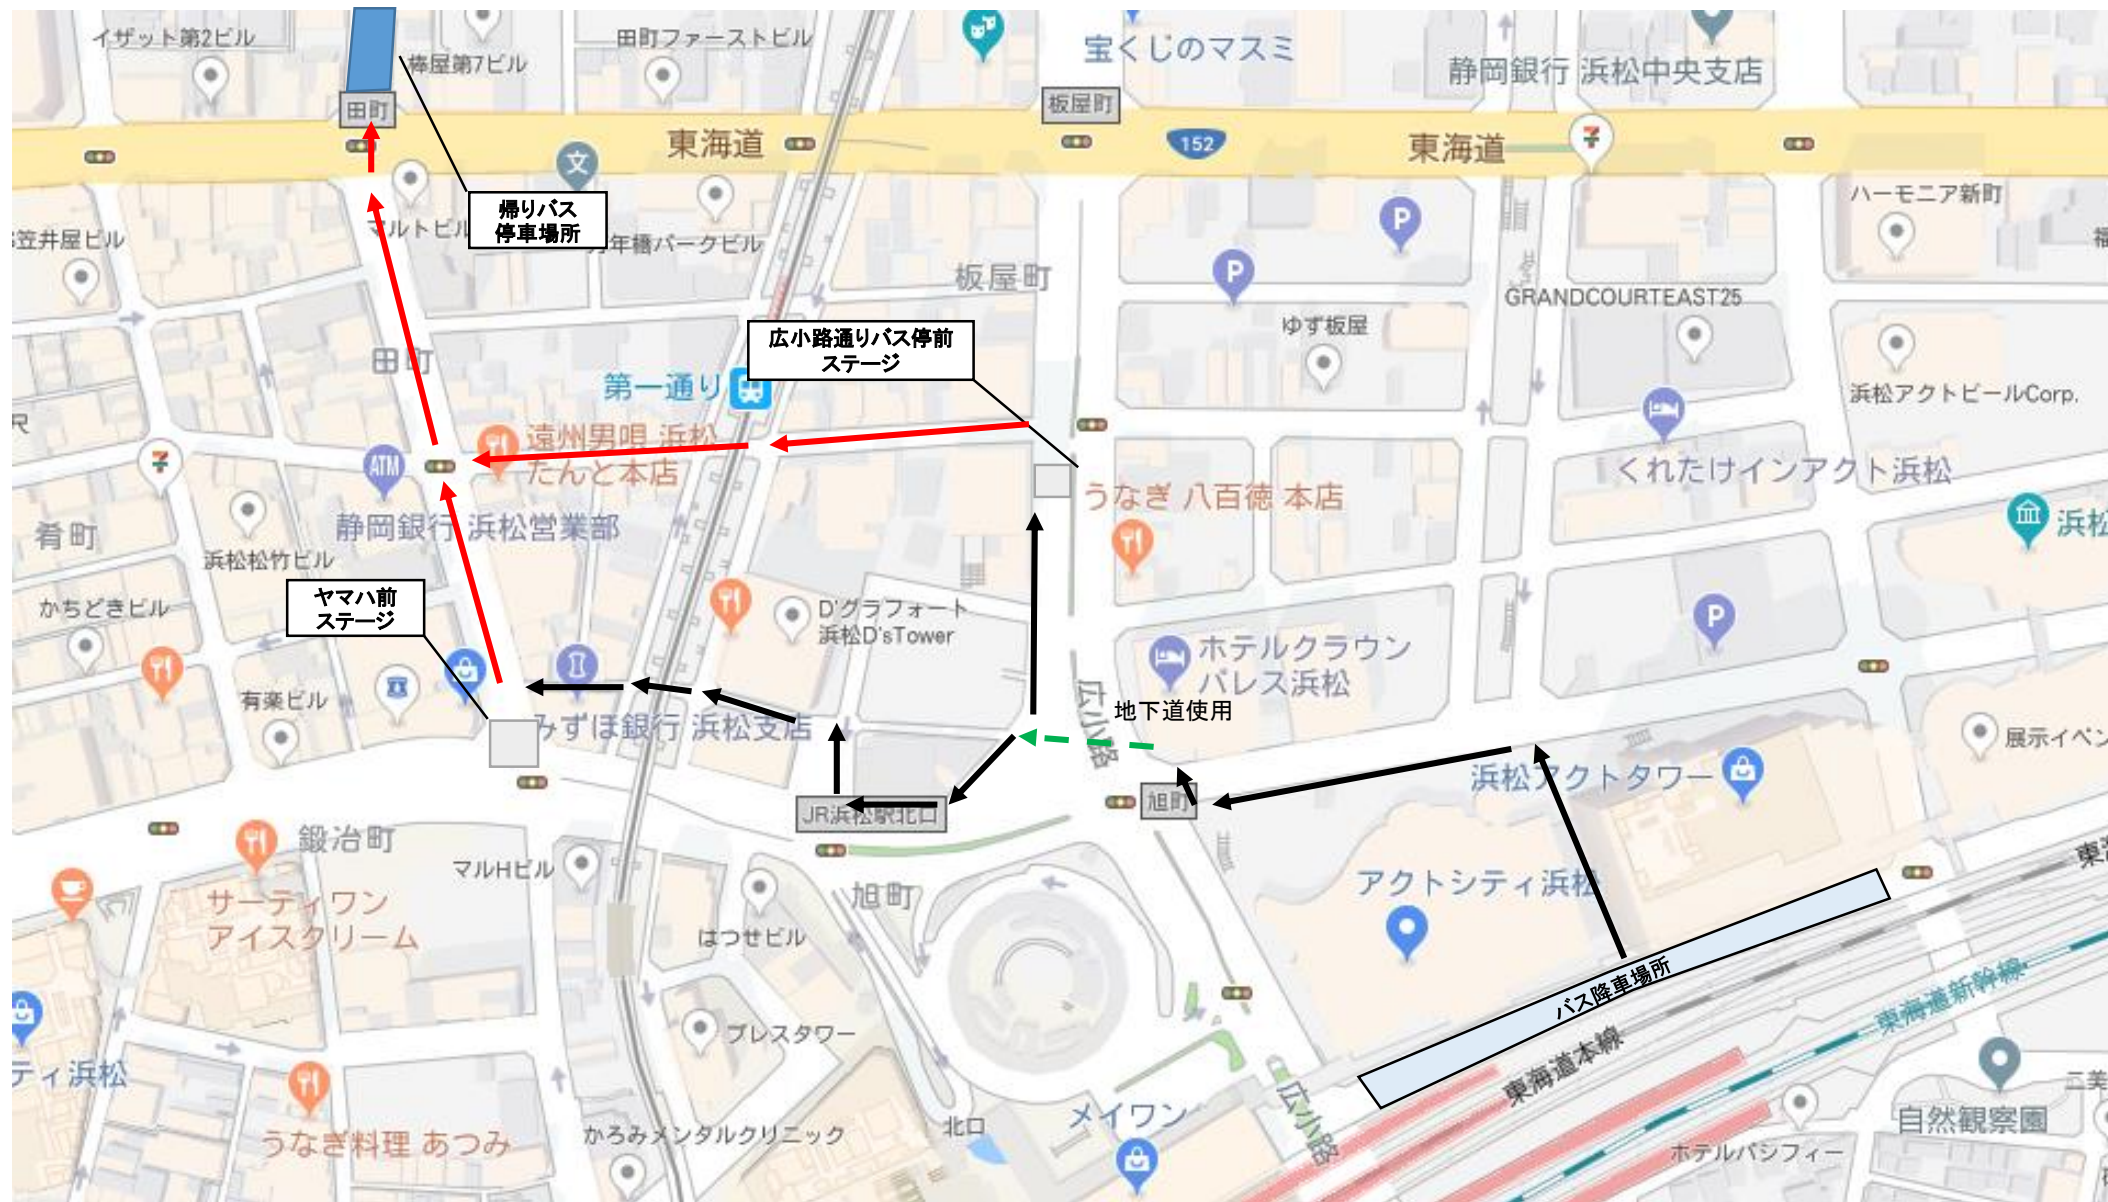 イザット第2ビル
棒屋第7ビル
田町ファーストビル
宝くじのマスミ
静岡銀行 浜松中央支店
田町
板屋町
東海道
152
東海道
マルトビル
帰りバス
停車場所
万年橋パークビル
笠井屋ビル
ハーモニア新町
福
P
P
板屋町
GRANDCOURTEAST25
ゆず板屋
広小路通りバス停前
ステージ
田町
第一通り
浜松アクトビールCorp.
尺
遠州男唄 浜松
たんと本店
ATM
くれたけインアクト浜松
うなぎ 八百徳 本店
肴町
静岡銀行 浜松営業部
浜松
浜松松竹ビル
ヤマハ前
ステージ
かちどきビル
D'グラフォート
浜松D'sTower
P
ホテルクラウン
パレス浜松
有楽ビル
みずほ銀行 浜松支店
広小路
地下道使用
展示イベン
浜松アクトタワー
JR浜松駅北口
旭町
鍛冶町
マルHビル
旭町
アクトシティ浜松
東海
サーティワン
アイスクリーム
はつせビル
バス降車場所
東海道新幹線
プレスタワー
東海道本線
ティ浜松
メイワン
広小路
北口
自然観察園
二美
うなぎ料理 あつみ
かろみメンタルクリニック
ホテルパシフィー